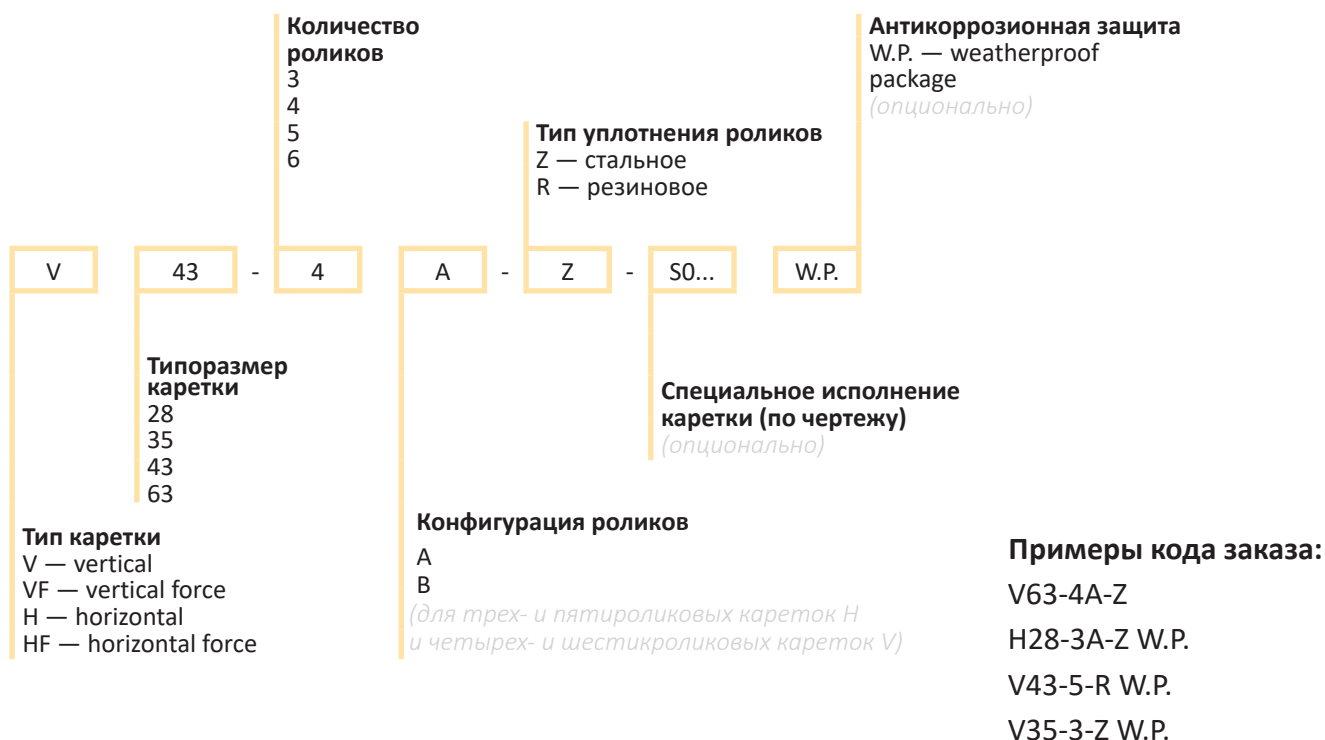 Количество
роликов
3
4
5
6
Антикоррозионная защита
W.P. — weatherproof
package
(опционально)
Тип уплотнения роликов
Z — стальное
R — резиновое
V 43 - 4 A - Z - S0... W.P.
Типоразмер
каретки
28
35
43
63
Специальное исполнение
каретки (по чертежу)
(опционально)
Тип каретки
V — vertical
VF — vertical force
H — horizontal
HF — horizontal force
Конфигурация роликов
A
B
(для трех- и пятироликовых кареток H
и четырех- и шестикроликовых кареток V)
Примеры кода заказа:
V63-4A-Z
H28-3A-Z W.P.
V43-5-R W.P.
V35-3-Z W.P.